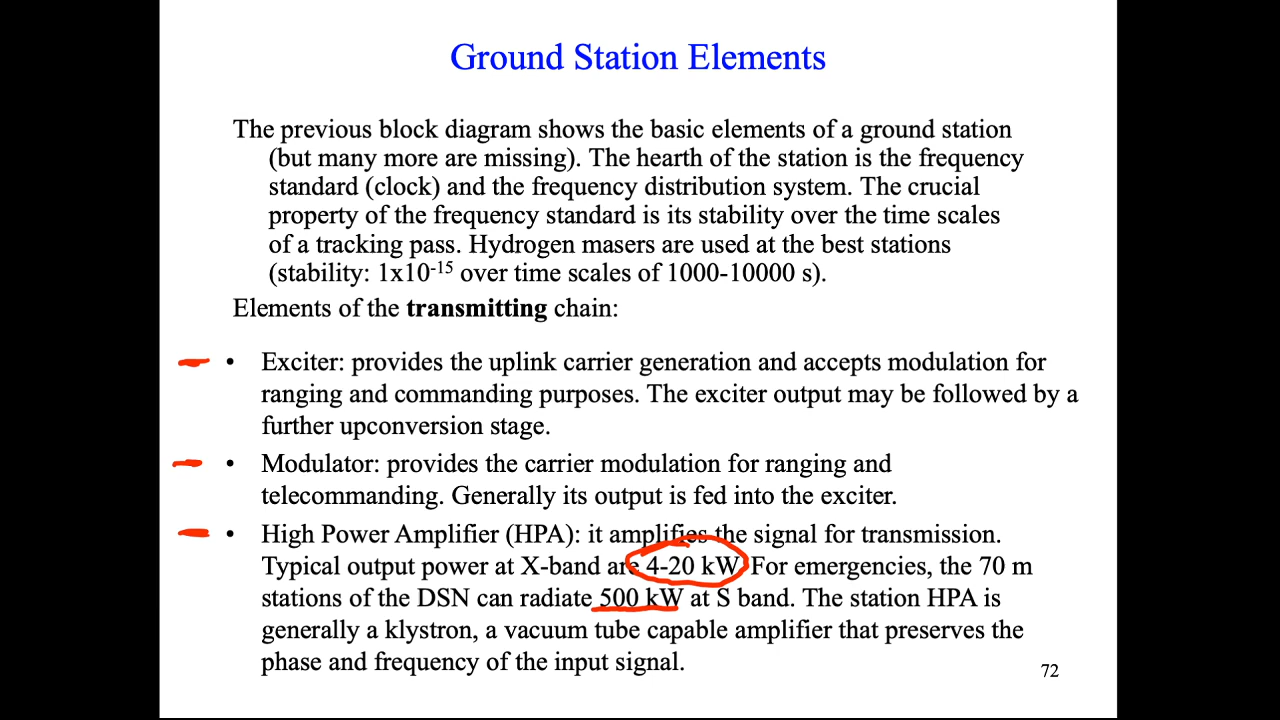 Ground Station Elements
The previous block diagram shows the basic elements of a ground station
(but many more are missing). The hearth of the station is the frequency
standard (clock) and the frequency distribution system. The crucial
property of the frequency standard is its stability over the time scales
of a tracking pass. Hydrogen masers are used at the best stations
(stability: 1x10⁻¹⁵ over time scales of 1000-10000 s).
Elements of the transmitting chain:
• Exciter: provides the uplink carrier generation and accepts modulation for
ranging and commanding purposes. The exciter output may be followed by a
further upconversion stage.
• Modulator: provides the carrier modulation for ranging and
telecommanding. Generally its output is fed into the exciter.
• High Power Amplifier (HPA): it amplifies the signal for transmission.
Typical output power at X-band are 4-20 kW. For emergencies, the 70 m
stations of the DSN can radiate 500 kW at S band. The station HPA is
generally a klystron, a vacuum tube capable amplifier that preserves the
phase and frequency of the input signal.
72